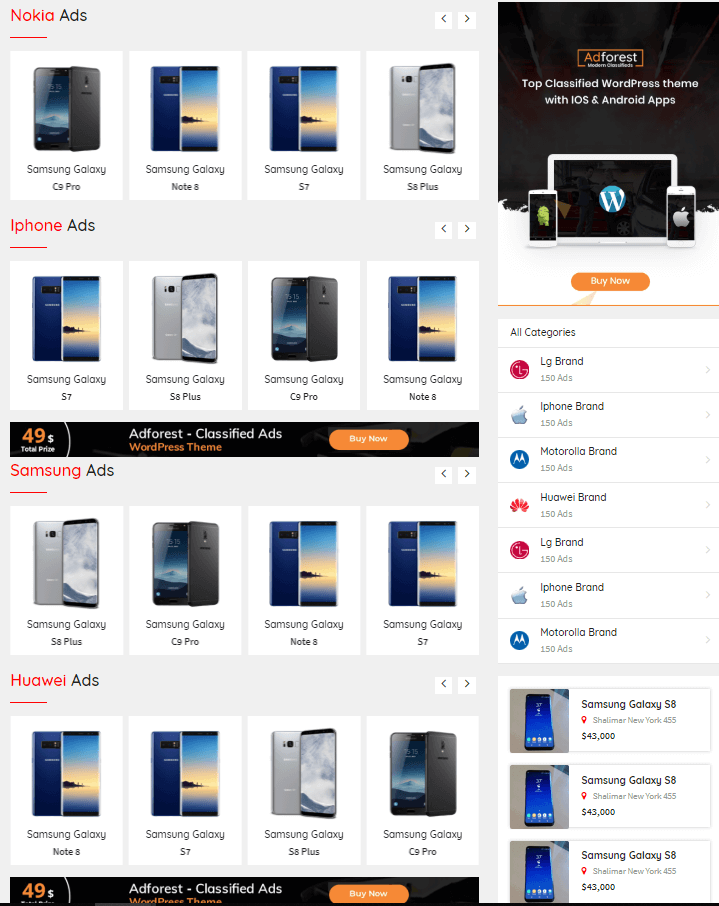 Nokia Ads
Samsung Galaxy
C9 Pro
Samsung Galaxy
Note 8
Samsung Galaxy
S7
Samsung Galaxy
S8 Plus
Iphone Ads
Samsung Galaxy
S7
Samsung Galaxy
S8 Plus
Samsung Galaxy
C9 Pro
Samsung Galaxy
Note 8
49$
Total Prize
Adforest - Classified Ads
WordPress Theme
Buy Now
Samsung Ads
Samsung Galaxy
S8 Plus
Samsung Galaxy
C9 Pro
Samsung Galaxy
Note 8
Samsung Galaxy
S7
Huawei Ads
Samsung Galaxy
Note 8
Samsung Galaxy
S7
Samsung Galaxy
S8 Plus
Samsung Galaxy
C9 Pro
49$
Total Prize
Adforest - Classified Ads
WordPress Theme
Buy Now
Adforest
Modern Classifieds
Top Classified WordPress theme
with IOS & Android Apps
Buy Now
All Categories
Lg Brand
150 Ads
Iphone Brand
150 Ads
Motorolla Brand
150 Ads
Huawei Brand
150 Ads
Lg Brand
150 Ads
Iphone Brand
150 Ads
Motorolla Brand
150 Ads
Samsung Galaxy S8
Shalimar New York 455
$43,000
Samsung Galaxy S8
Shalimar New York 455
$43,000
Samsung Galaxy S8
Shalimar New York 455
$43,000